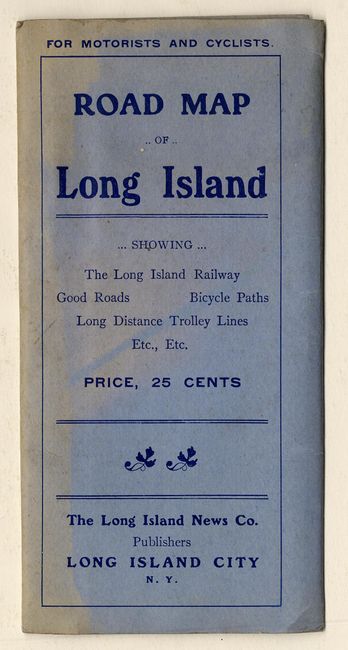 FOR MOTORISTS AND CYCLISTS.
ROAD MAP
.. OF ..
Long Island
... SHOWING ...
The Long Island Railway
Good Roads Bicycle Paths
Long Distance Trolley Lines
Etc., Etc.
PRICE, 25 CENTS
The Long Island News Co.
Publishers
LONG ISLAND CITY
N. Y.